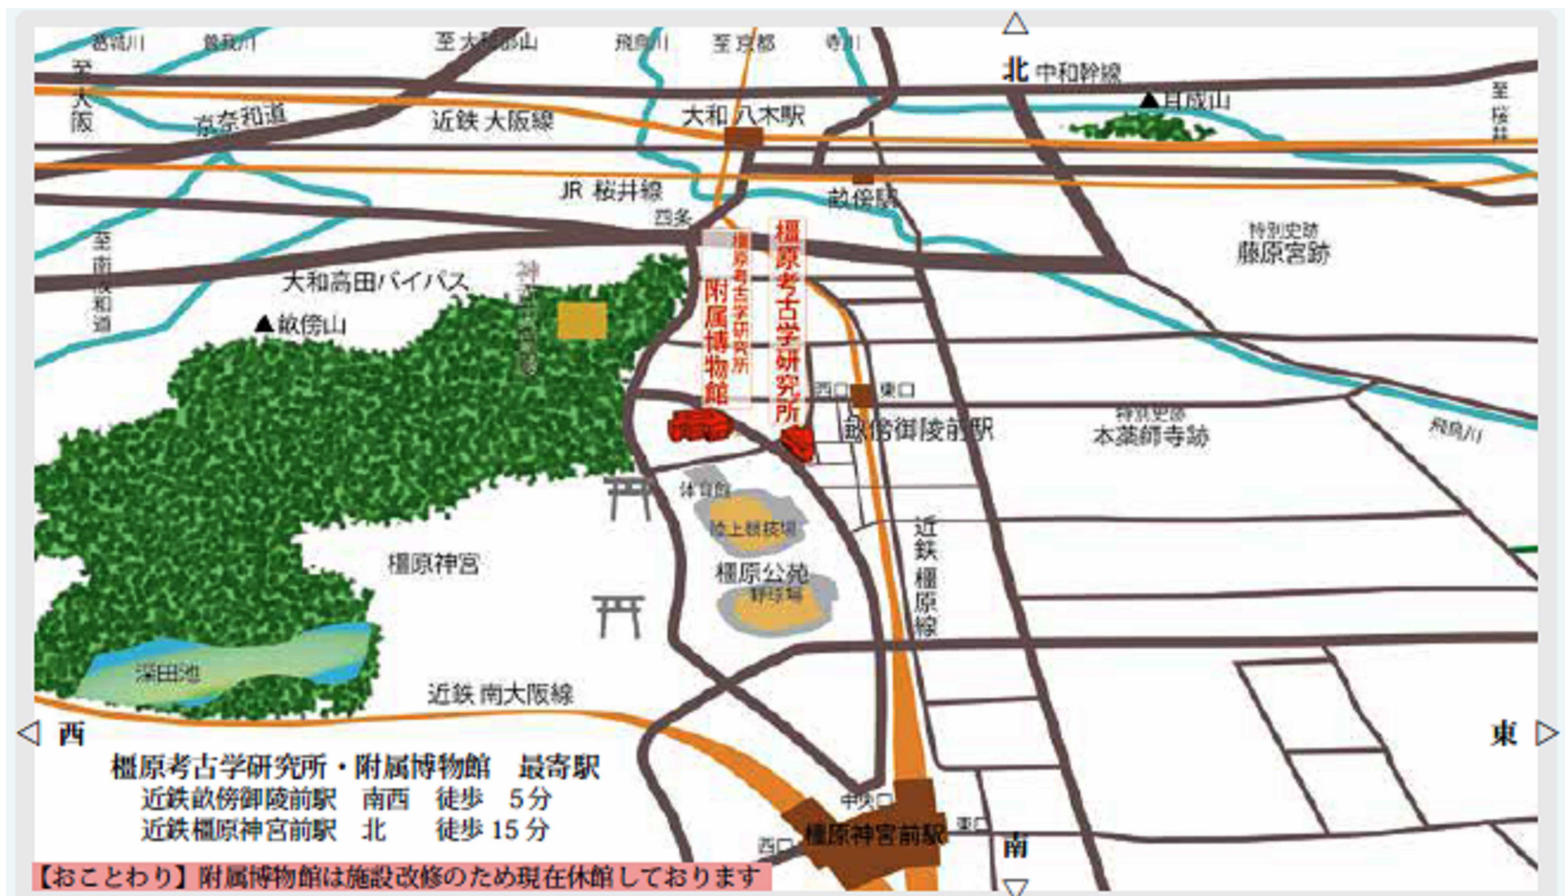 △
北
葛城川
曽我川
至 大和郡山
飛鳥川
至 京都
寺川
中和幹線
至大阪
▲耳成山
至桜井
京奈和道
近鉄 大阪線
大和 八木駅
JR 桜井線
畝傍駅
四条
特別史跡
藤原宮跡
大和高田バイパス
▲畝傍山
橿原考古学研究所
附属博物館
橿原考古学研究所
西口
東口
畝傍御陵前駅
特別史跡
本薬師寺跡
飛鳥川
体育館
陸上競技場
橿原神宮
橿原公苑
野球場
近鉄 橿原線
深田池
近鉄 南大阪線
◁ 西
東 ▷
橿原考古学研究所・附属博物館 最寄駅
近鉄畝傍御陵前駅 南西 徒歩 5分
近鉄橿原神宮前駅 北 徒歩 15分
中央口
東口
西口
橿原神宮前駅
南
▽
【おことわり】附属博物館は施設改修のため現在休館しております